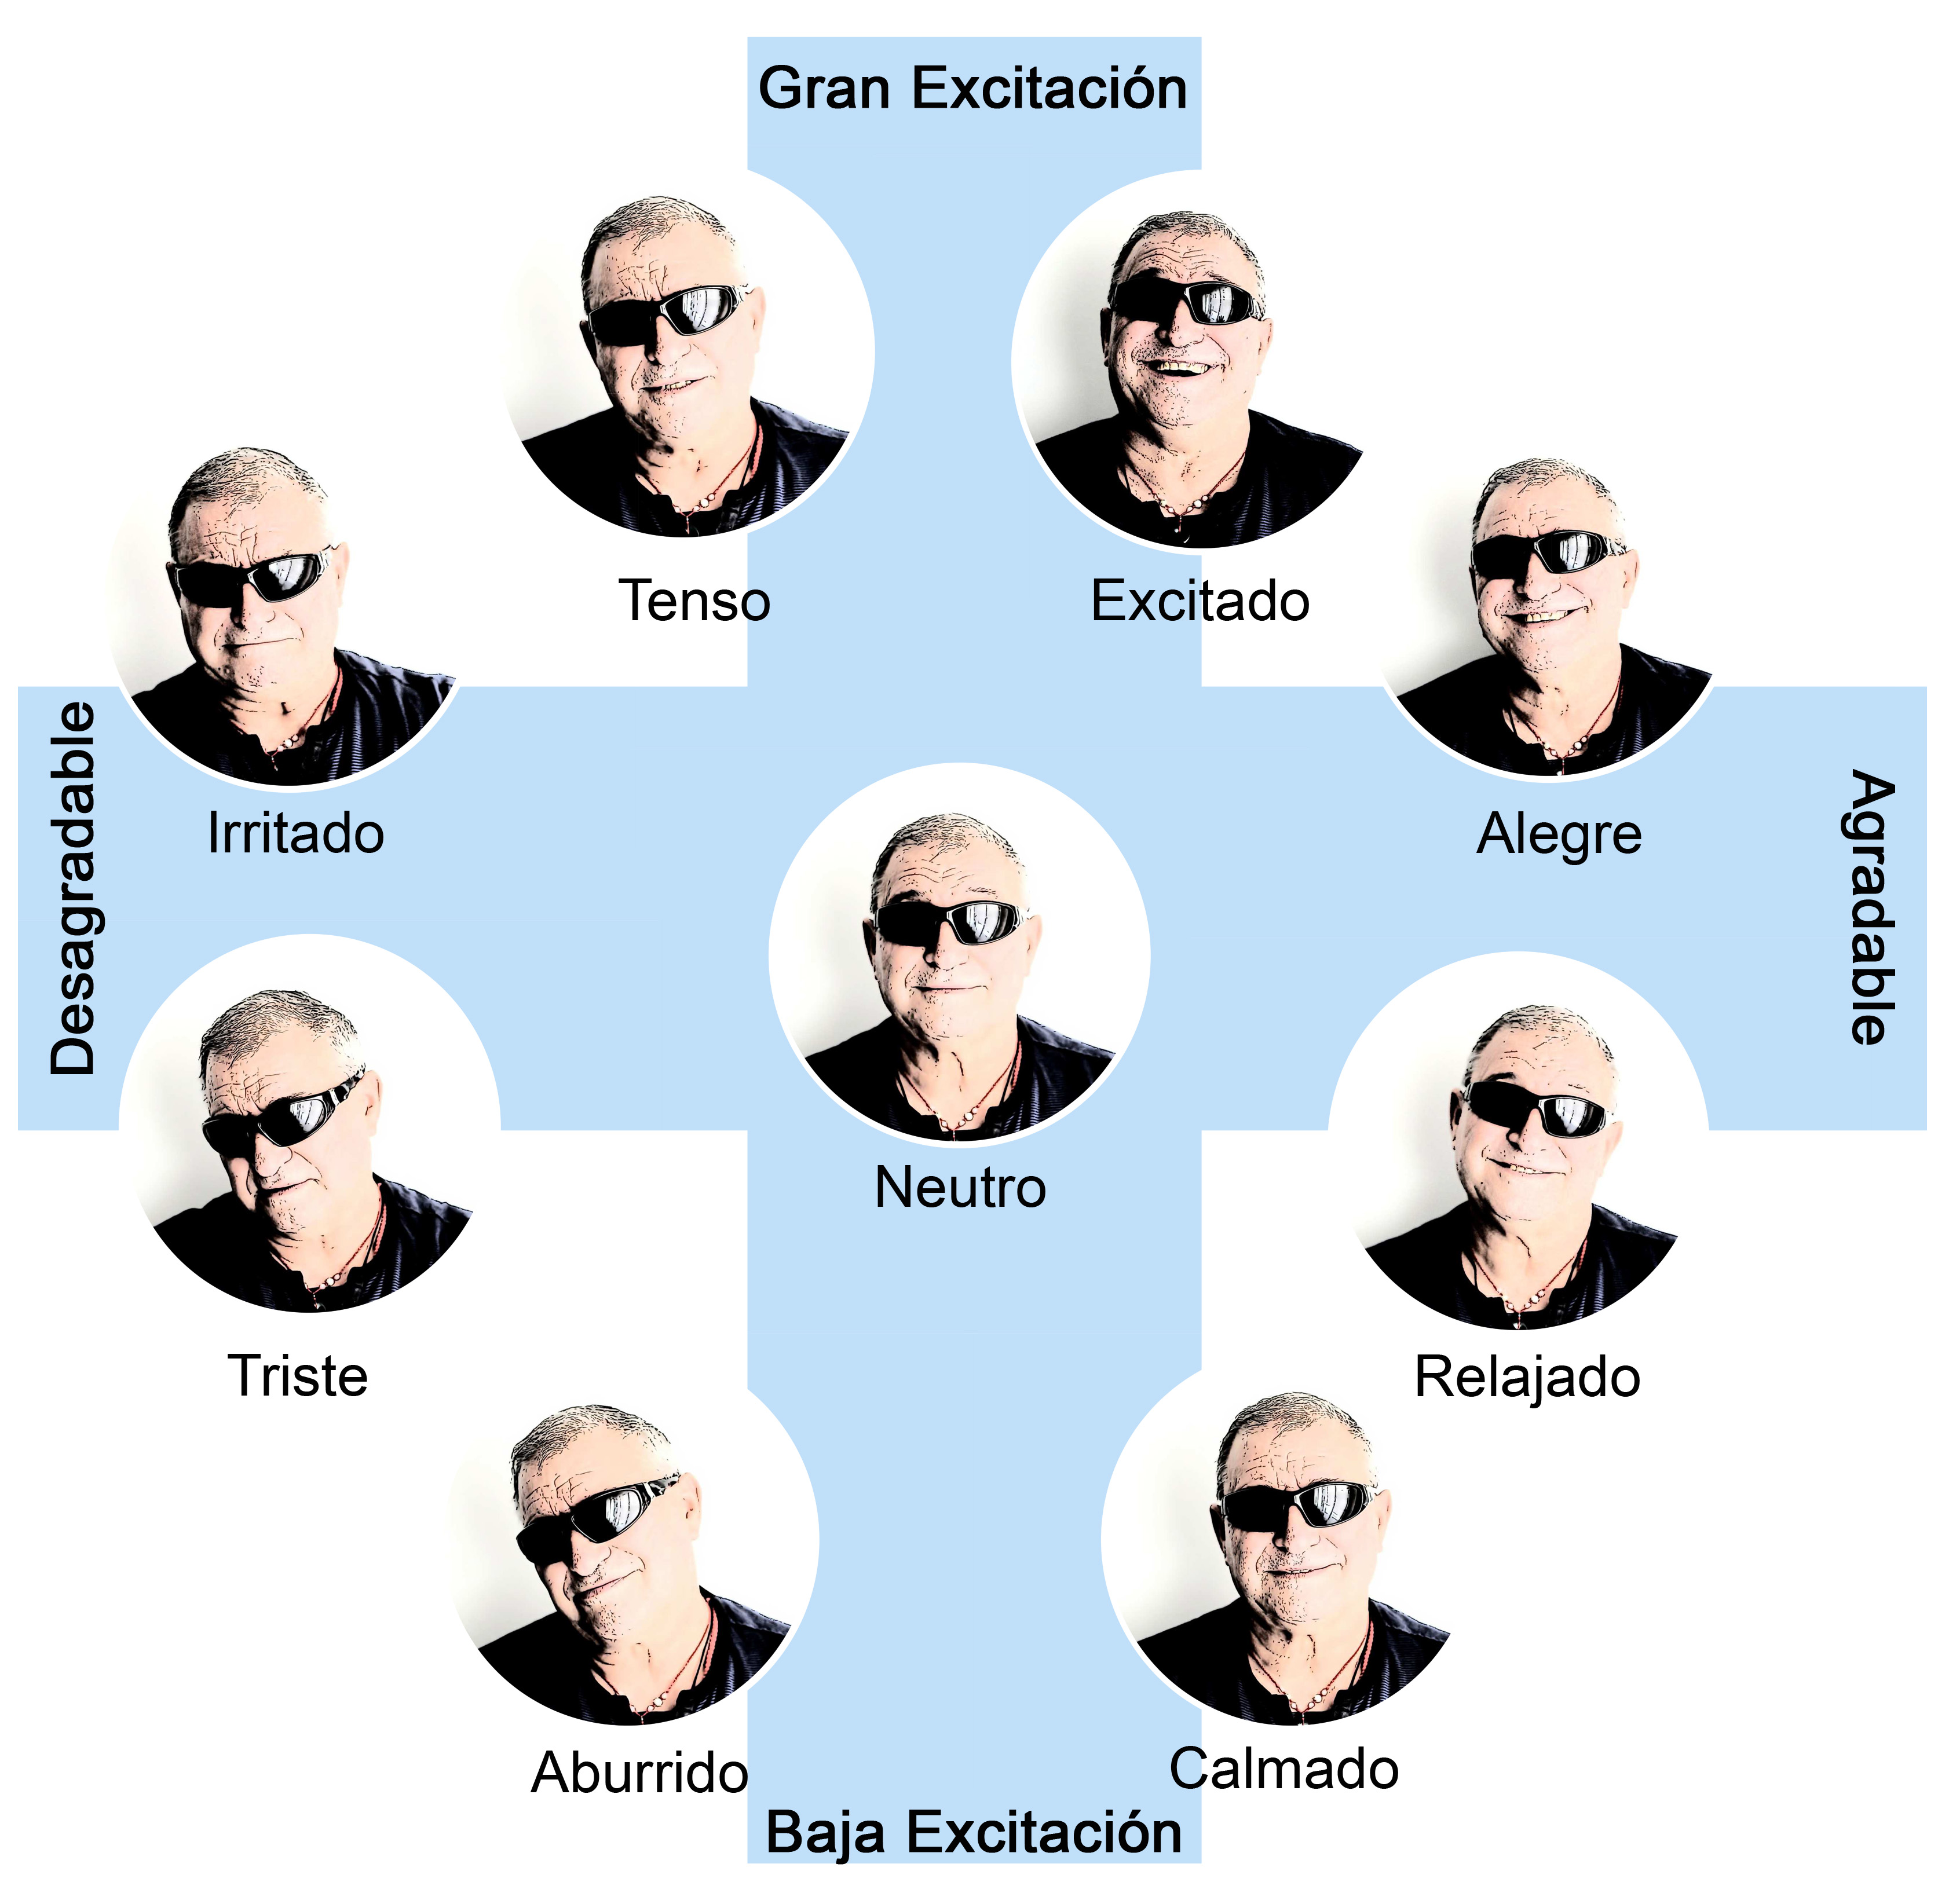 Gran Excitación
Tenso
Excitado
Irritado
Alegre
Desagradable
Agradable
Neutro
Triste
Relajado
Aburrido
Calmado
Baja Excitación